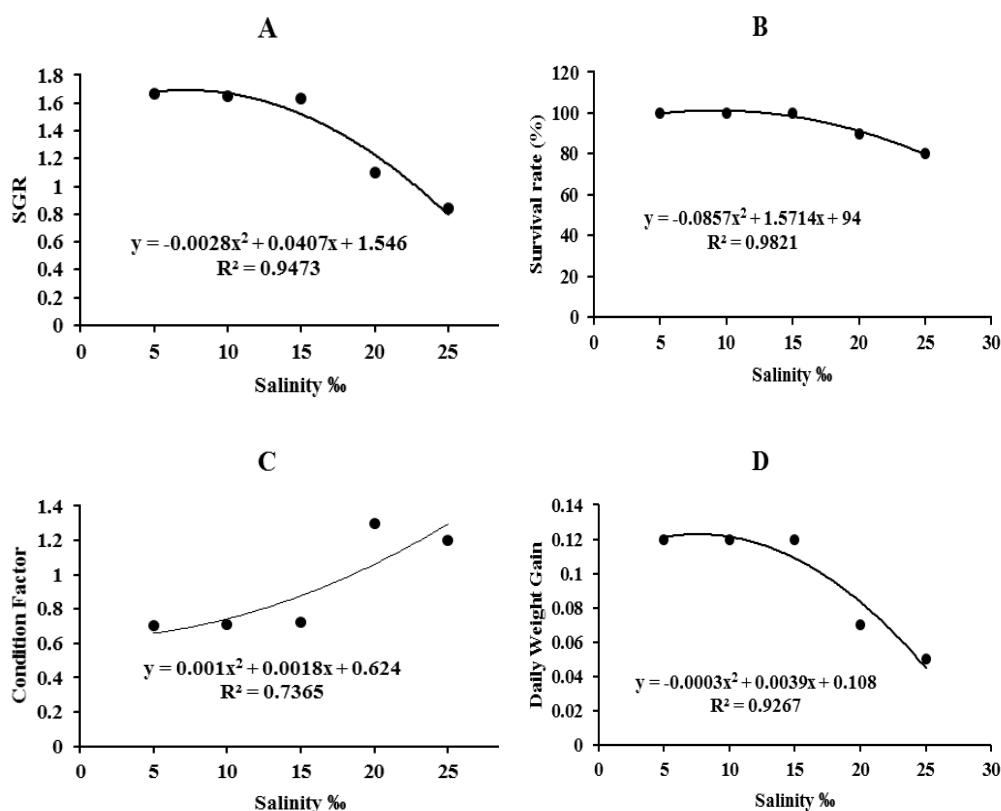 A
1.8
1.6
1.4
1.2
1
0.8
0.6
0.4
0.2
0
SGR
y = -0.0028x² + 0.0407x + 1.546
R² = 0.9473
0 5 10 15 20 25
Salinity ‰
B
120
100
80
60
40
20
0
Survival rate (%)
y = -0.0857x² + 1.5714x + 94
R² = 0.9821
0 5 10 15 20 25 30
Salinity ‰
C
1.4
1.2
1
0.8
0.6
0.4
0.2
0
Condition Factor
y = 0.001x² + 0.0018x + 0.624
R² = 0.7365
0 5 10 15 20 25
Salinity ‰
D
0.14
0.12
0.1
0.08
0.06
0.04
0.02
0
Daily Weight Gain
y = -0.0003x² + 0.0039x + 0.108
R² = 0.9267
0 5 10 15 20 25 30
Salinity ‰